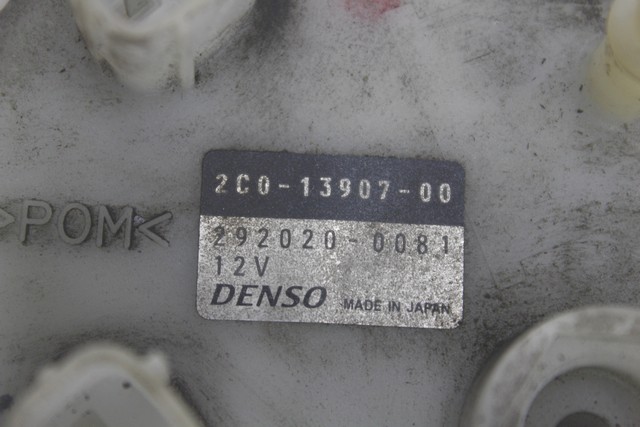 2C0-13907-00
>POM<
292020-0081
12V
DENSO MADE IN JAPAN